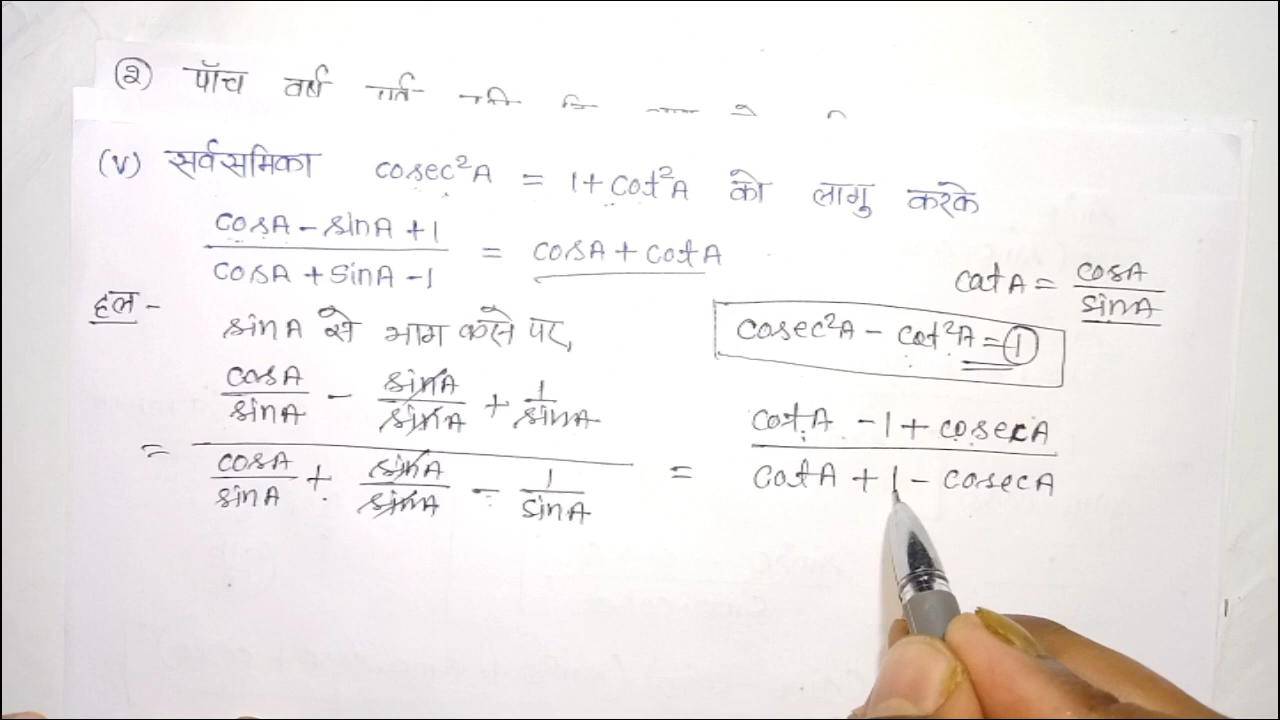 (२) पाँच वर्ष
(v) सर्वसमिका cosec²A = 1 + cot²A को लागु करके
cosA - sinA + 1 / cosA + sinA - 1 = cosA + cotA
हल -
catA = cosA / sinA
sinA से भाग करने पर,
cosec²A - cot²A = 1
= cosA/sinA - sinA/sinA + 1/sinA / cosA/sinA + sinA/sinA - 1/sinA = cotA - 1 + cosecA / cotA + 1 - cosecA